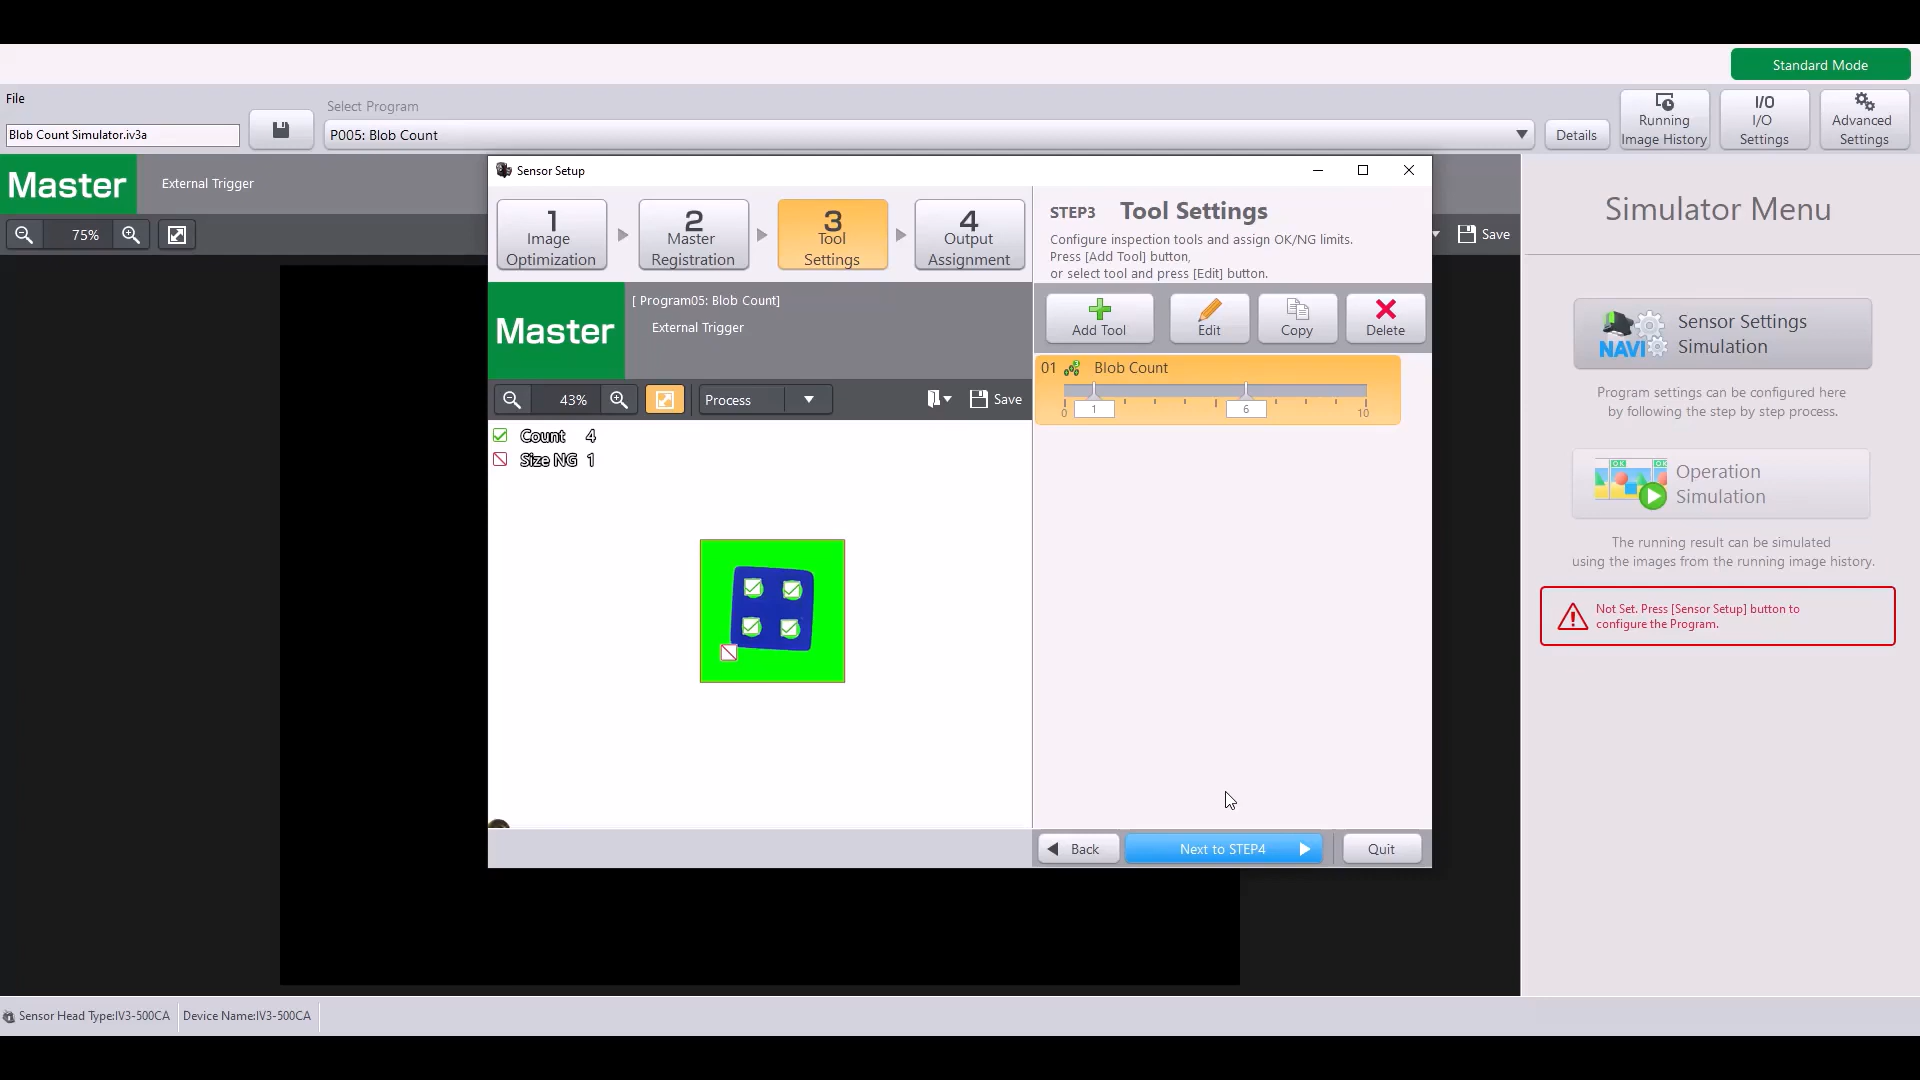 Standard Mode
File
Blob Count Simulator.iv3a
Select Program
P005: Blob Count
Details
Running
Image History
I/O
I/O
Settings
Advanced
Settings
Master
External Trigger
75%
Save
Sensor Setup
1
Image
Optimization
2
Master
Registration
3
Tool
Settings
4
Output
Assignment
Master
[ Program05: Blob Count]
External Trigger
43%
Process
Save
Count 4
Size NG 1
STEP3 Tool Settings
Configure inspection tools and assign OK/NG limits.
Press [Add Tool] button,
or select tool and press [Edit] button.
Add Tool
Edit
Copy
Delete
01 Blob Count
0 1 6 10
Back
Next to STEP4
Quit
Simulator Menu
NAVI
Sensor Settings
Simulation
Program settings can be configured here
by following the step by step process.
OK OK
Operation
Simulation
The running result can be simulated
using the images from the running image history.
Not Set. Press [Sensor Setup] button to
configure the Program.
Sensor Head Type:IV3-500CA
Device Name:IV3-500CA